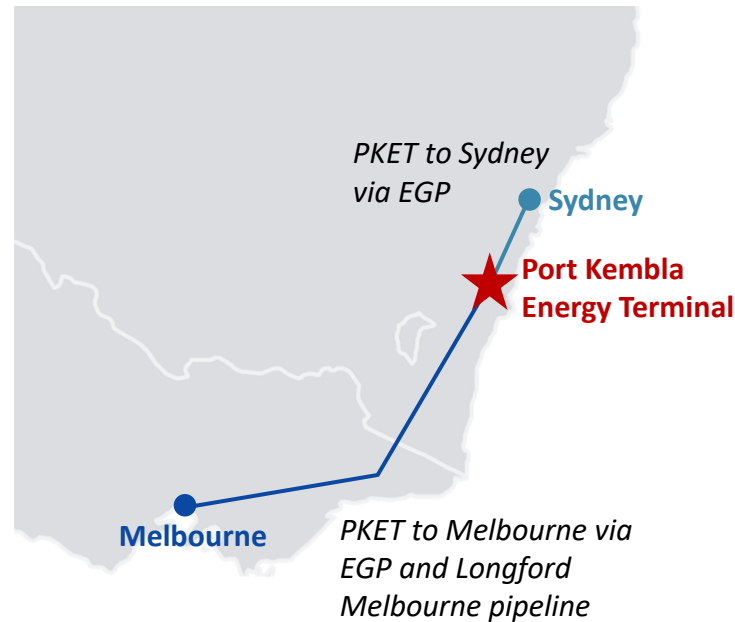 PKET to Sydney
via EGP
Sydney
Port Kembla
Energy Terminal
Melbourne
PKET to Melbourne via
EGP and Longford
Melbourne pipeline